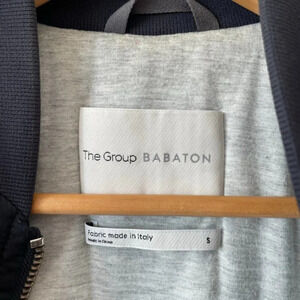 The Group BABATON
Fabric made in Italy
Made in China
S